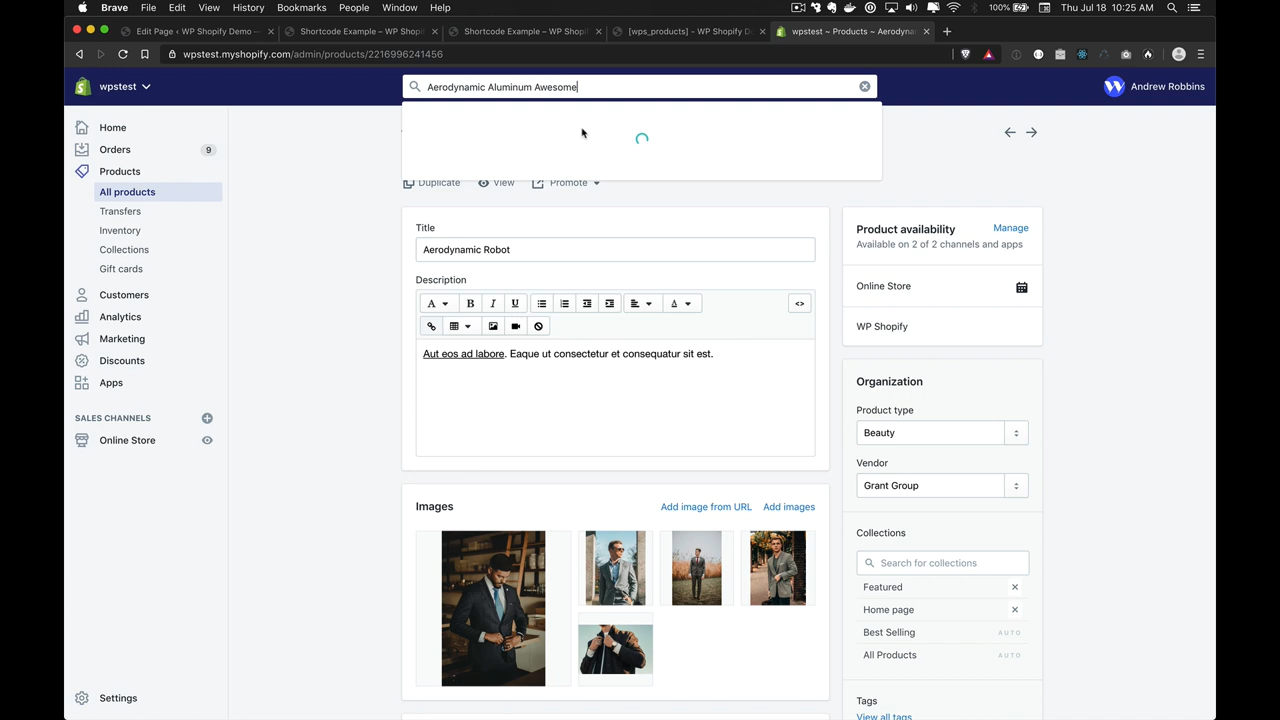 Brave File Edit View History Bookmarks People Window Help 100% Thu Jul 18 10:25 AM
Edit Page ‹ WP Shopify Demo — Shortcode Example – WP Shopi Shortcode Example – WP Shopi [wps_products] - WP Shopify D wpstest ~ Products ~ Aerodynam
wpstest.myshopify.com/admin/products/2216996241456
wpstest
Aerodynamic Aluminum Awesome
Andrew Robbins
Home
Orders 9
Products
All products
Transfers
Inventory
Collections
Gift cards
Customers
Analytics
Marketing
Discounts
Apps
SALES CHANNELS
Online Store
Settings
Duplicate View Promote
Title
Aerodynamic Robot
Description
A B I U A <>
Aut eos ad labore. Eaque ut consectetur et consequatur sit est.
Images Add image from URL Add images
Product availability Manage
Available on 2 of 2 channels and apps
Online Store
WP Shopify
Organization
Product type
Beauty
Vendor
Grant Group
Collections
Search for collections
Featured
Home page
Best Selling AUTO
All Products AUTO
Tags
View all tags